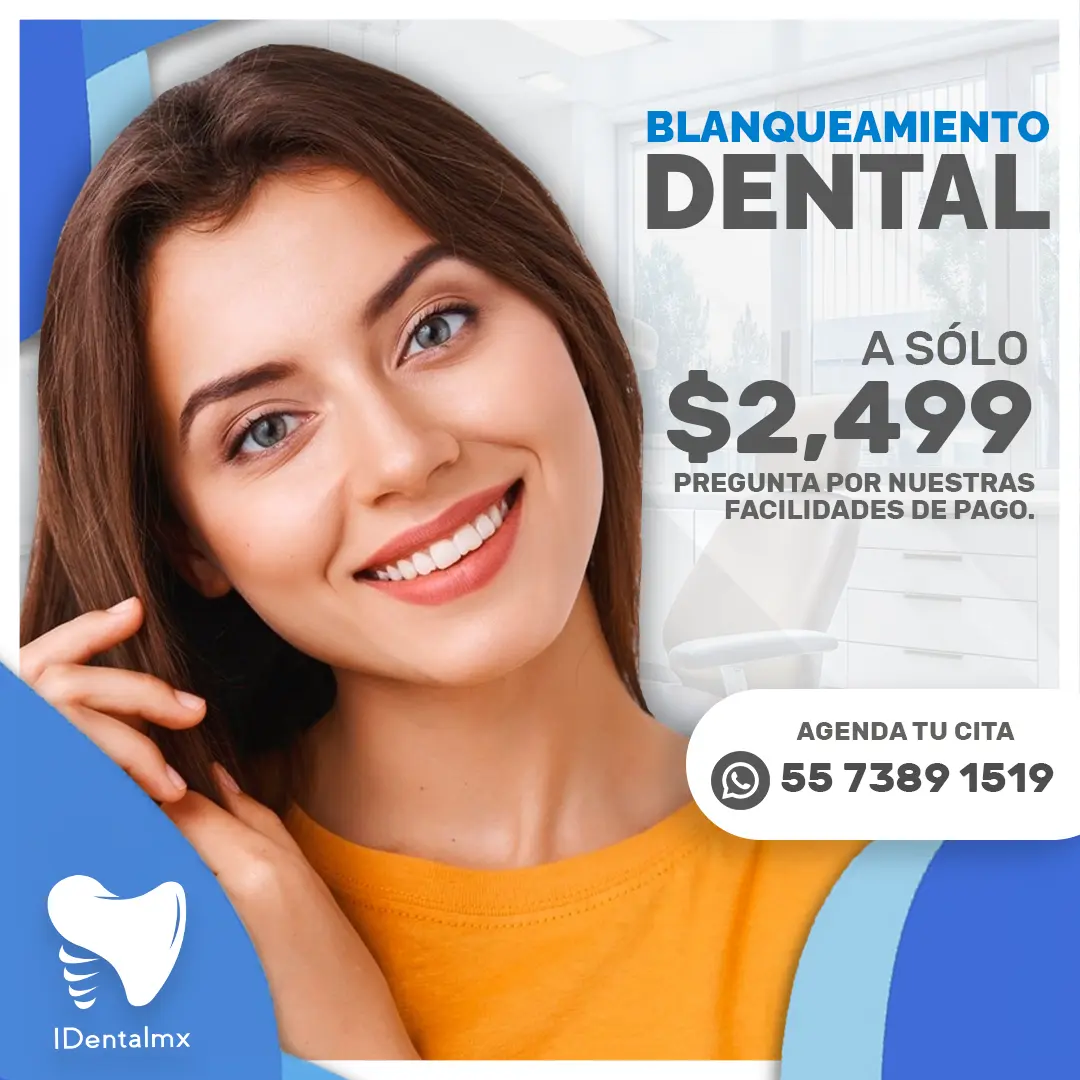 BLANQUEAMIENTO
DENTAL
A SÓLO
$2,499
PREGUNTA POR NUESTRAS
FACILIDADES DE PAGO.
AGENDA TU CITA
55 7389 1519
IDentalmx